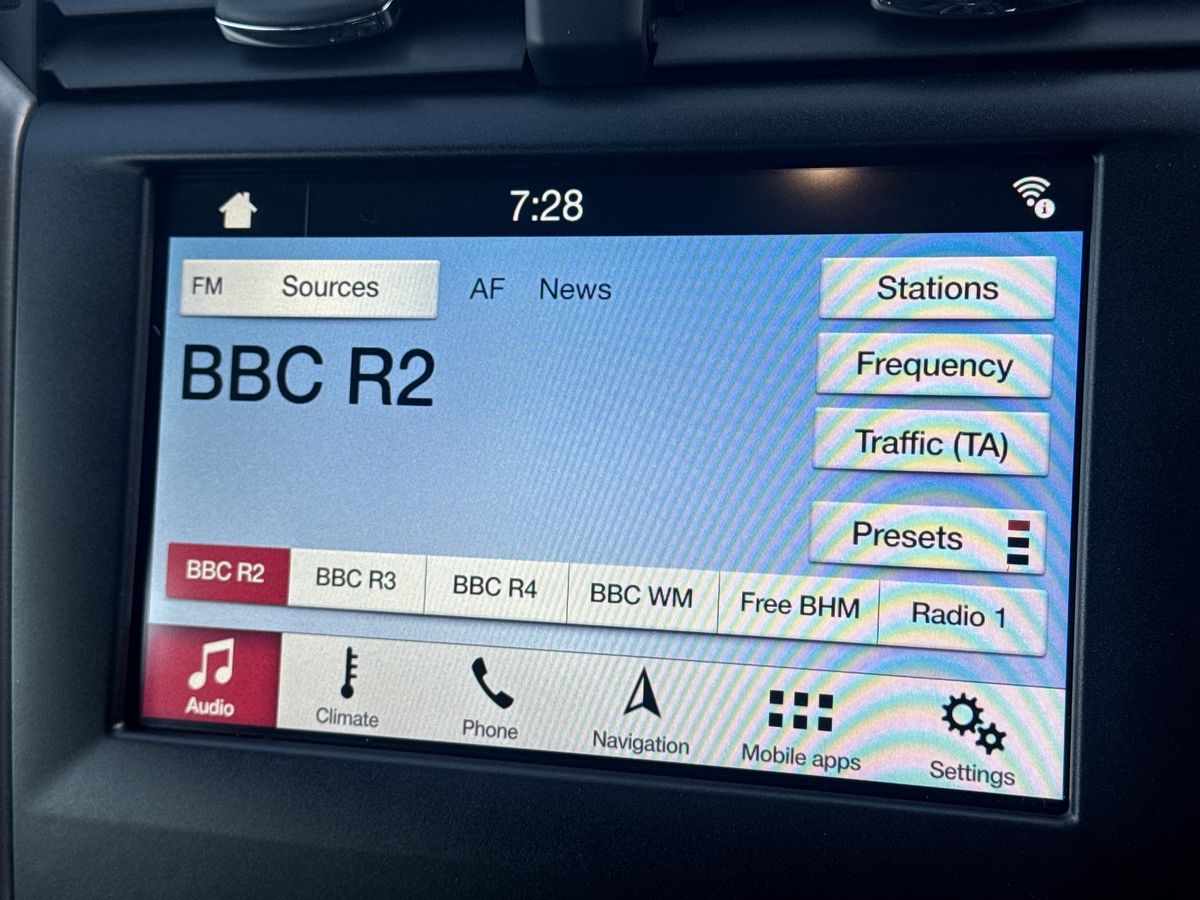 7:28
FM Sources AF News Stations
BBC R2
Frequency
Traffic (TA)
Presets
BBC R2 BBC R3 BBC R4 BBC WM Free BHM Radio 1
Audio Climate Phone Navigation Mobile apps Settings